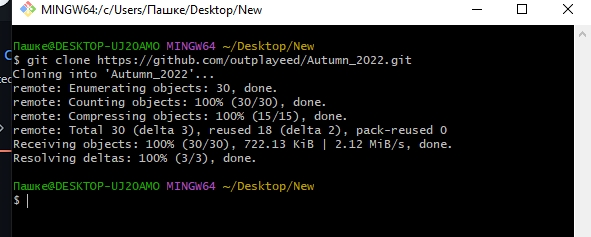 MINGW64:/c/Users/Пашке/Desktop/New
Пашке@DESKTOP-UJ2OAMO MINGW64 ~/Desktop/New
$ git clone https://github.com/outplayeed/Autumn_2022.git
Cloning into 'Autumn_2022'...
remote: Enumerating objects: 30, done.
remote: Counting objects: 100% (30/30), done.
remote: Compressing objects: 100% (15/15), done.
remote: Total 30 (delta 3), reused 18 (delta 2), pack-reused 0
Receiving objects: 100% (30/30), 722.13 KiB | 2.12 MiB/s, done.
Resolving deltas: 100% (3/3), done.
Пашке@DESKTOP-UJ2OAMO MINGW64 ~/Desktop/New
$